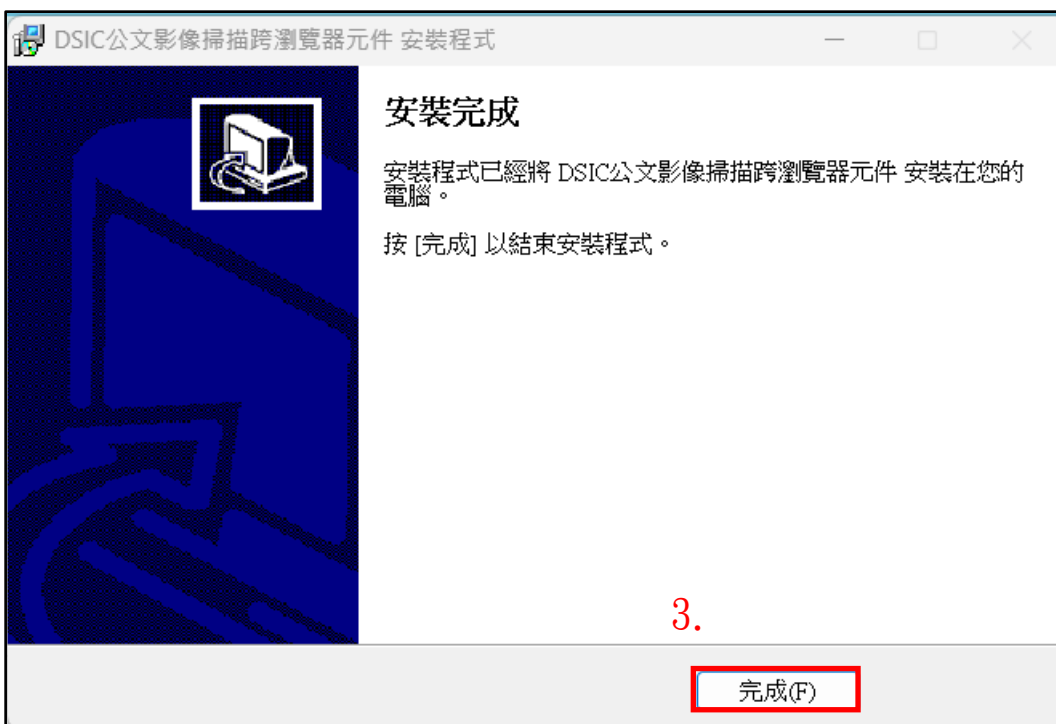 DSIC公文影像掃描跨瀏覽器元件 安裝程式
安裝完成
安裝程式已經將 DSIC公文影像掃描跨瀏覽器元件 安裝在您的
電腦。
按 [完成] 以結束安裝程式。
3.
完成(F)